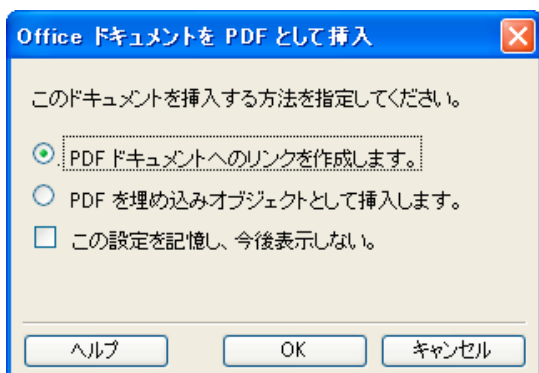 Office ドキュメントを PDF として挿入
このドキュメントを挿入する方法を指定してください。
PDF ドキュメントへのリンクを作成します。
PDF を埋め込みオブジェクトとして挿入します。
この設定を記憶し、今後表示しない。
ヘルプ OK キャンセル